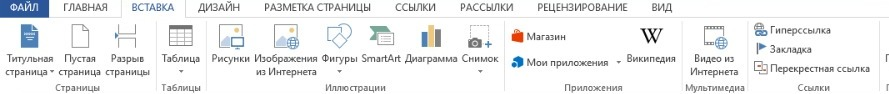 ФАЙЛ ГЛАВНАЯ ВСТАВКА ДИЗАЙН РАЗМЕТКА СТРАНИЦЫ ССЫЛКИ РАССЫЛКИ РЕЦЕНЗИРОВАНИЕ ВИД
Титульная страница
Пустая страница
Разрыв страницы
Страницы
Таблица
Таблицы
Рисунки
Изображения из Интернета
Фигуры
SmartArt
Диаграмма
Снимок
Иллюстрации
Магазин
Мои приложения
W
Википедия
Приложения
Видео из Интернета
Мультимедиа
Гиперссылка
Закладка
Перекрестная ссылка
Ссылки